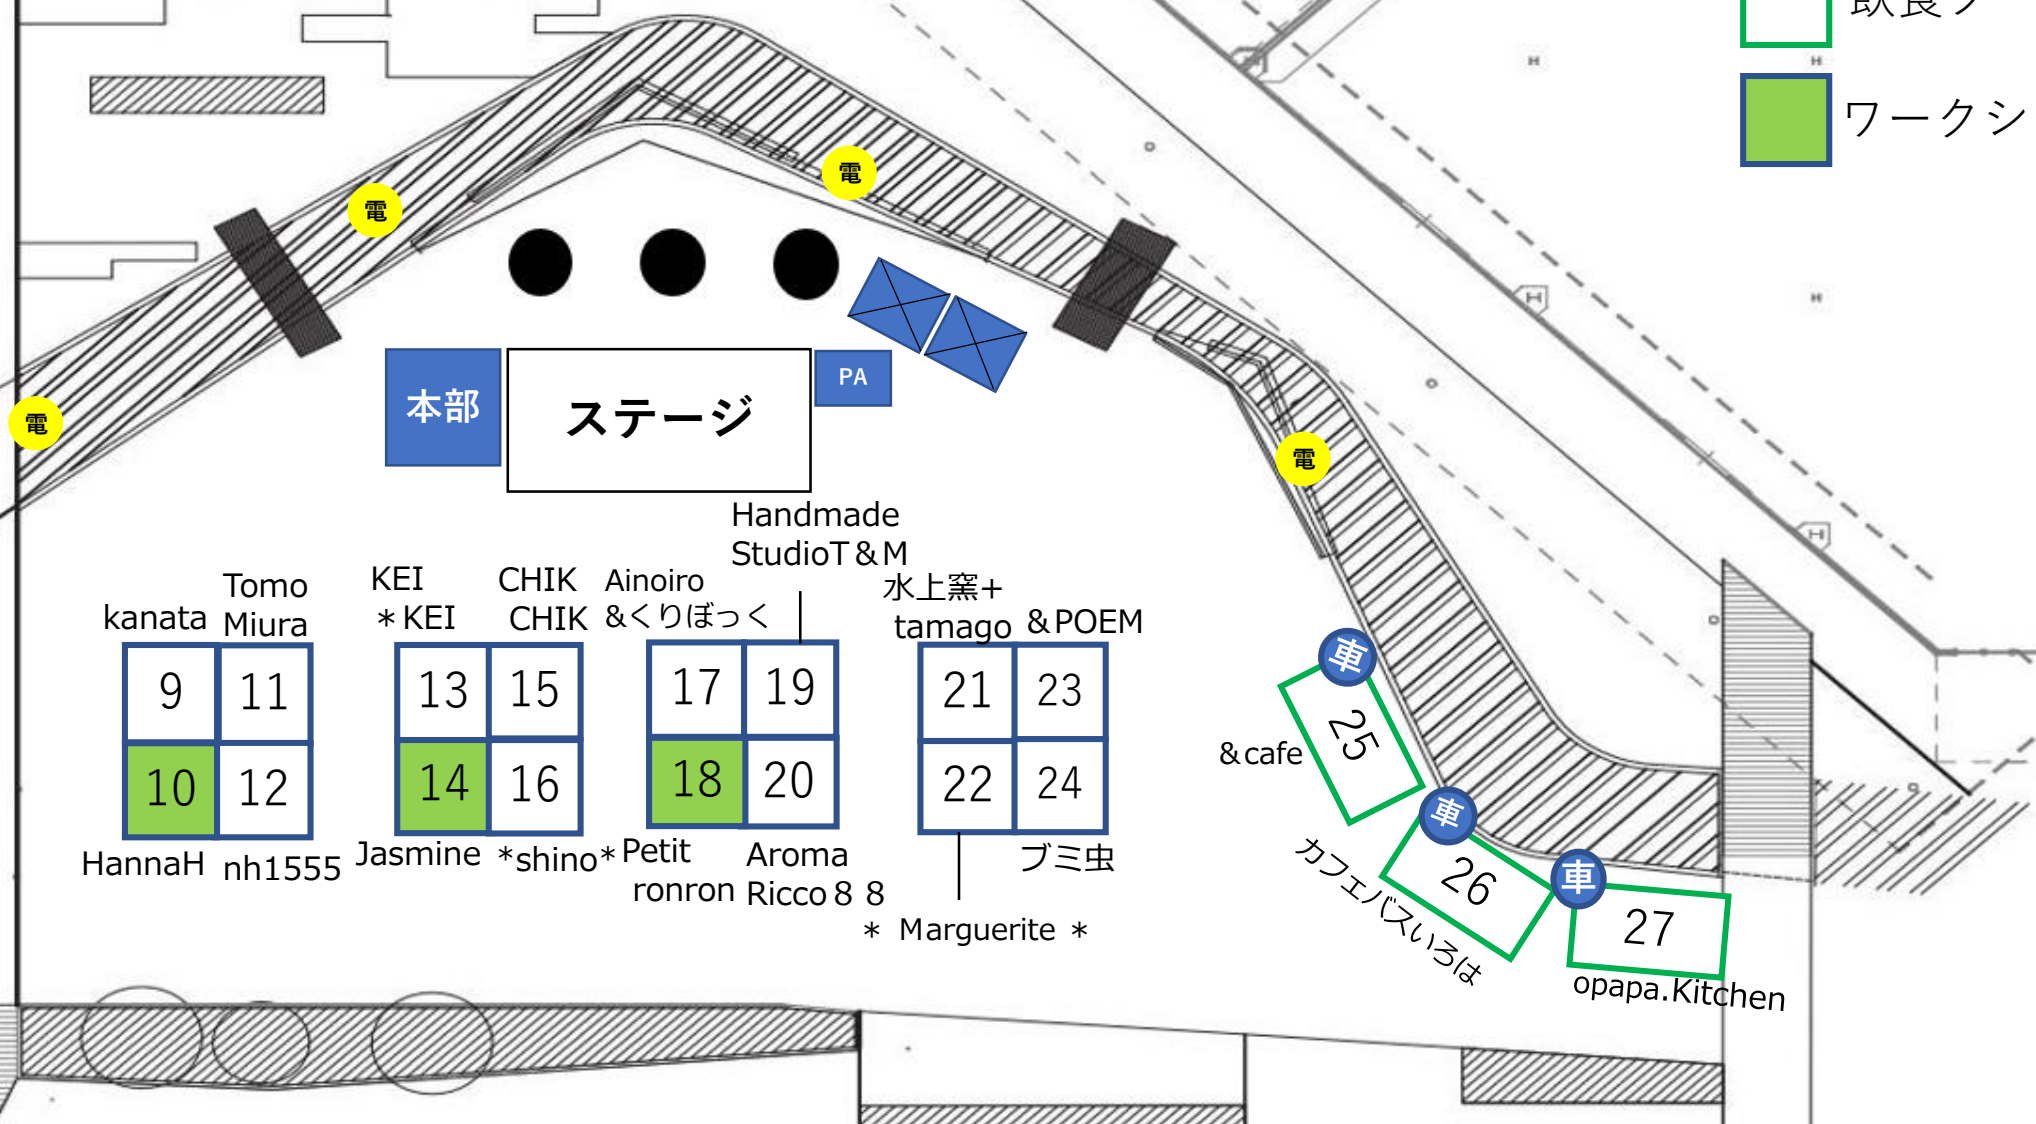 ワークシ
電
電
電
電
本部
ステージ
PA
Handmade
StudioT&M
kanata
Tomo
Miura
KEI
*KEI
CHIK
CHIK
Ainoiro
&くりぼっく
水上窯+
tamago
&POEM
9
11
13
15
17
19
21
23
10
12
14
16
18
20
22
24
HannaH
nh1555
Jasmine
*shino*
Petit
ronron
Aroma
Ricco88
* Marguerite *
ブミ虫
車
25
&cafe
車
26
カフェバスいろは
車
27
opapa.Kitchen
H
H
H
H
H
H